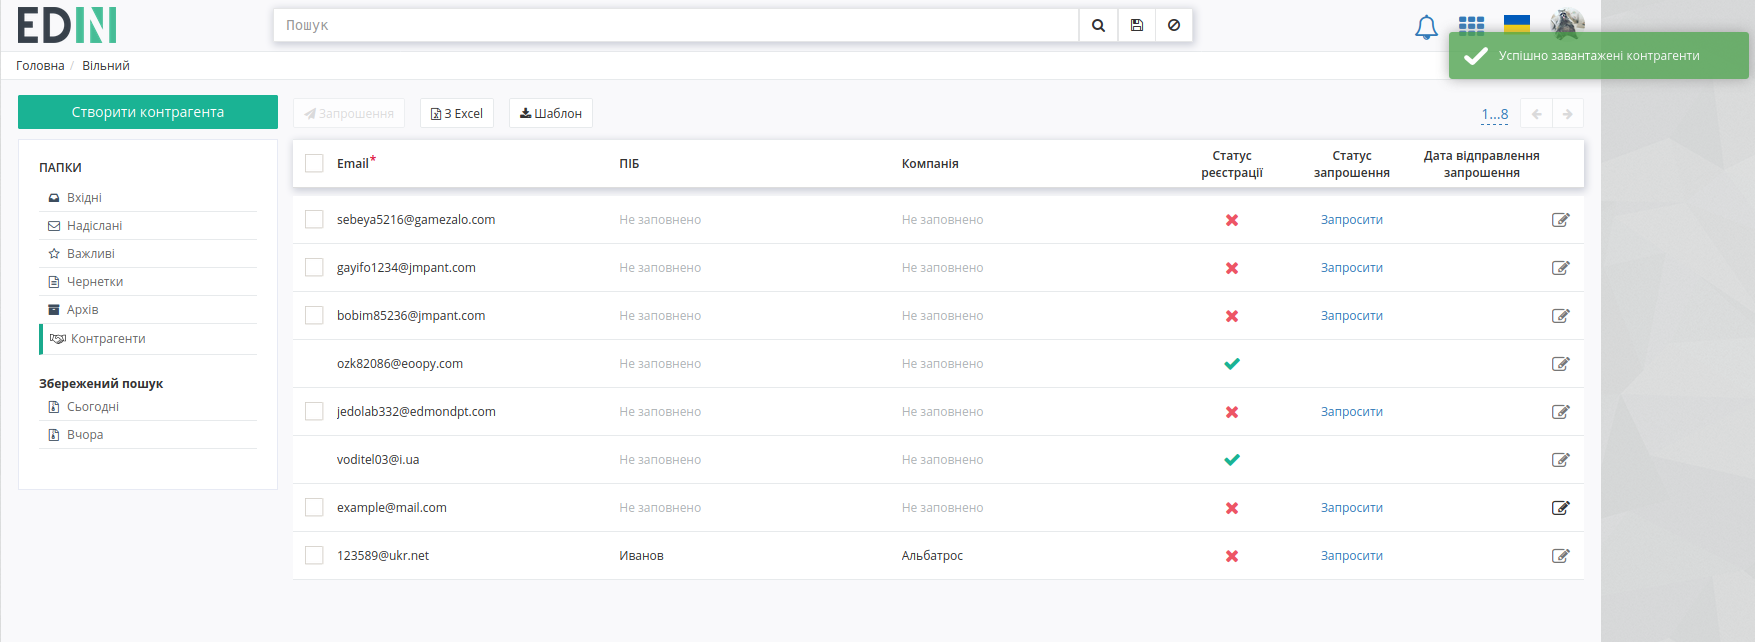 EDIN
Пошук
Головна / Вільний
Успішно завантажені контрагенти
Створити контрагента
Запрошення
З Excel
Шаблон
1...8
ПАПКИ
Вхідні
Надіслані
Важливі
Чернетки
Архів
Контрагенти
Збережений пошук
Сьогодні
Вчора
Email* ПІБ Компанія Статус реєстрації Статус запрошення Дата відправлення запрошення
sebeya5216@gamezalo.com Не заповнено Не заповнено Запросити
gayifo1234@jmpant.com Не заповнено Не заповнено Запросити
bobim85236@jmpant.com Не заповнено Не заповнено Запросити
ozk82086@eoopy.com Не заповнено Не заповнено
jedolab332@edmondpt.com Не заповнено Не заповнено Запросити
voditel03@i.ua Не заповнено Не заповнено
example@mail.com Не заповнено Не заповнено Запросити
123589@ukr.net Иванов Альбатрос Запросити